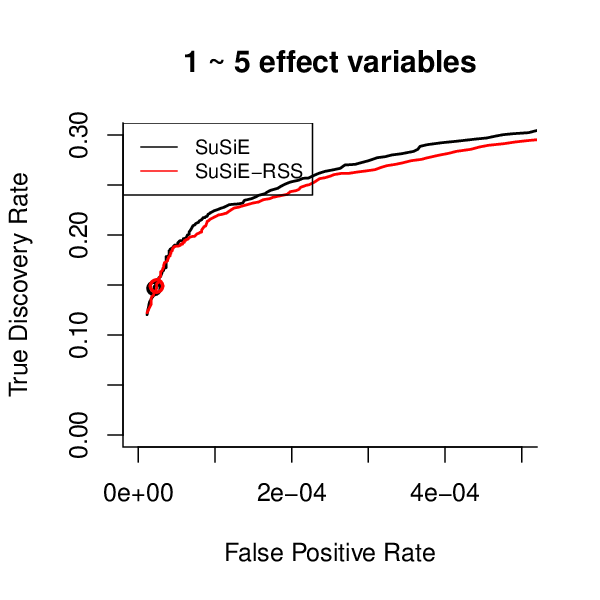 1 ~ 5 effect variables
SuSiE
SuSiE−RSS
True Discovery Rate
0.30
0.20
0.10
0.00
0e+00 2e−04 4e−04
False Positive Rate